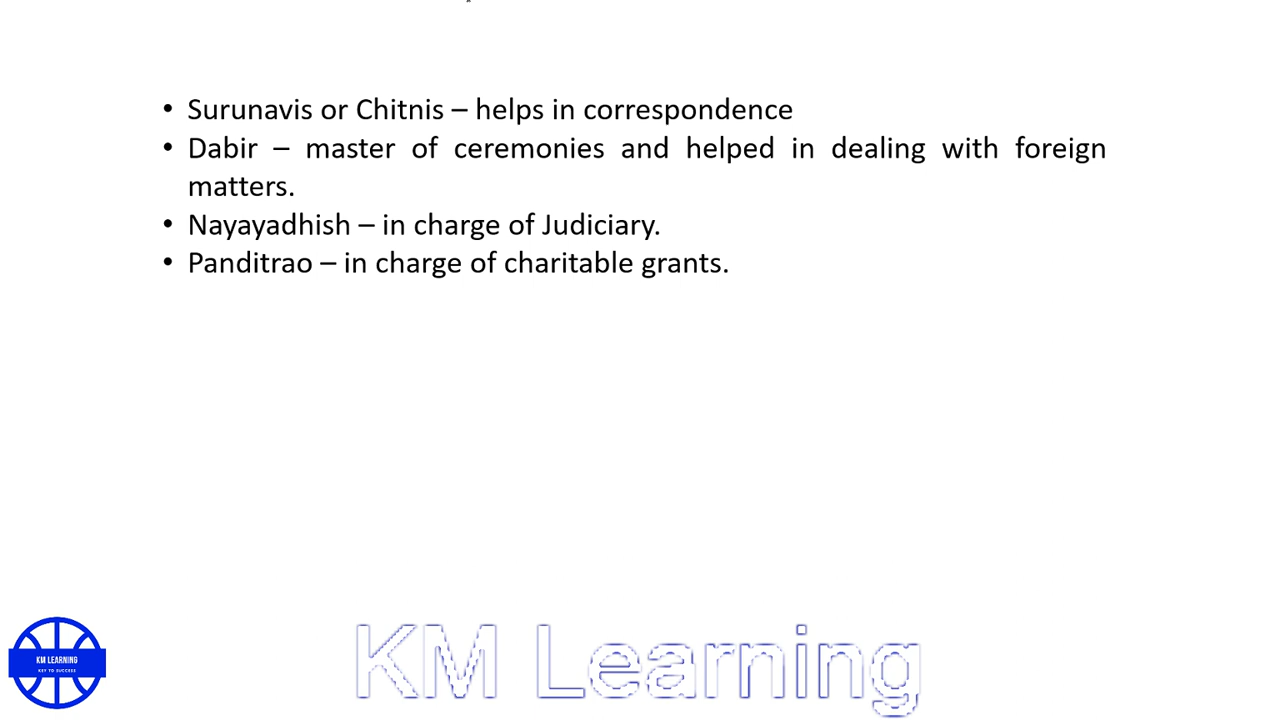 • Surunavis or Chitnis – helps in correspondence
• Dabir – master of ceremonies and helped in dealing with foreign
matters.
• Nayayadhish – in charge of Judiciary.
• Panditrao – in charge of charitable grants.
KM LEARNING
KEY TO SUCCESS
KM Learning